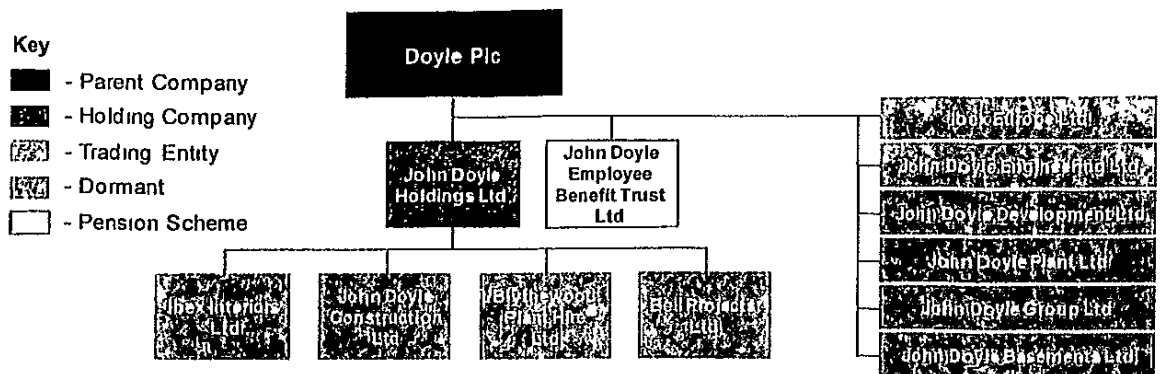 Doyle Plc
Key
- Parent Company
- Holding Company
- Trading Entity
- Dormant
- Pension Scheme
John Doyle
Holdings Ltd
John Doyle
Employee
Benefit Trust
Ltd
Ibex Interiors
Ltd
John Doyle
Construction
Ltd
Blythewood
Plant Hire
Ltd
Bell Projects
Ltd
Ibex Europe Ltd
John Doyle Engineering Ltd
John Doyle Development Ltd
John Doyle Plant Ltd
John Doyle Group Ltd
John Doyle Basements Ltd